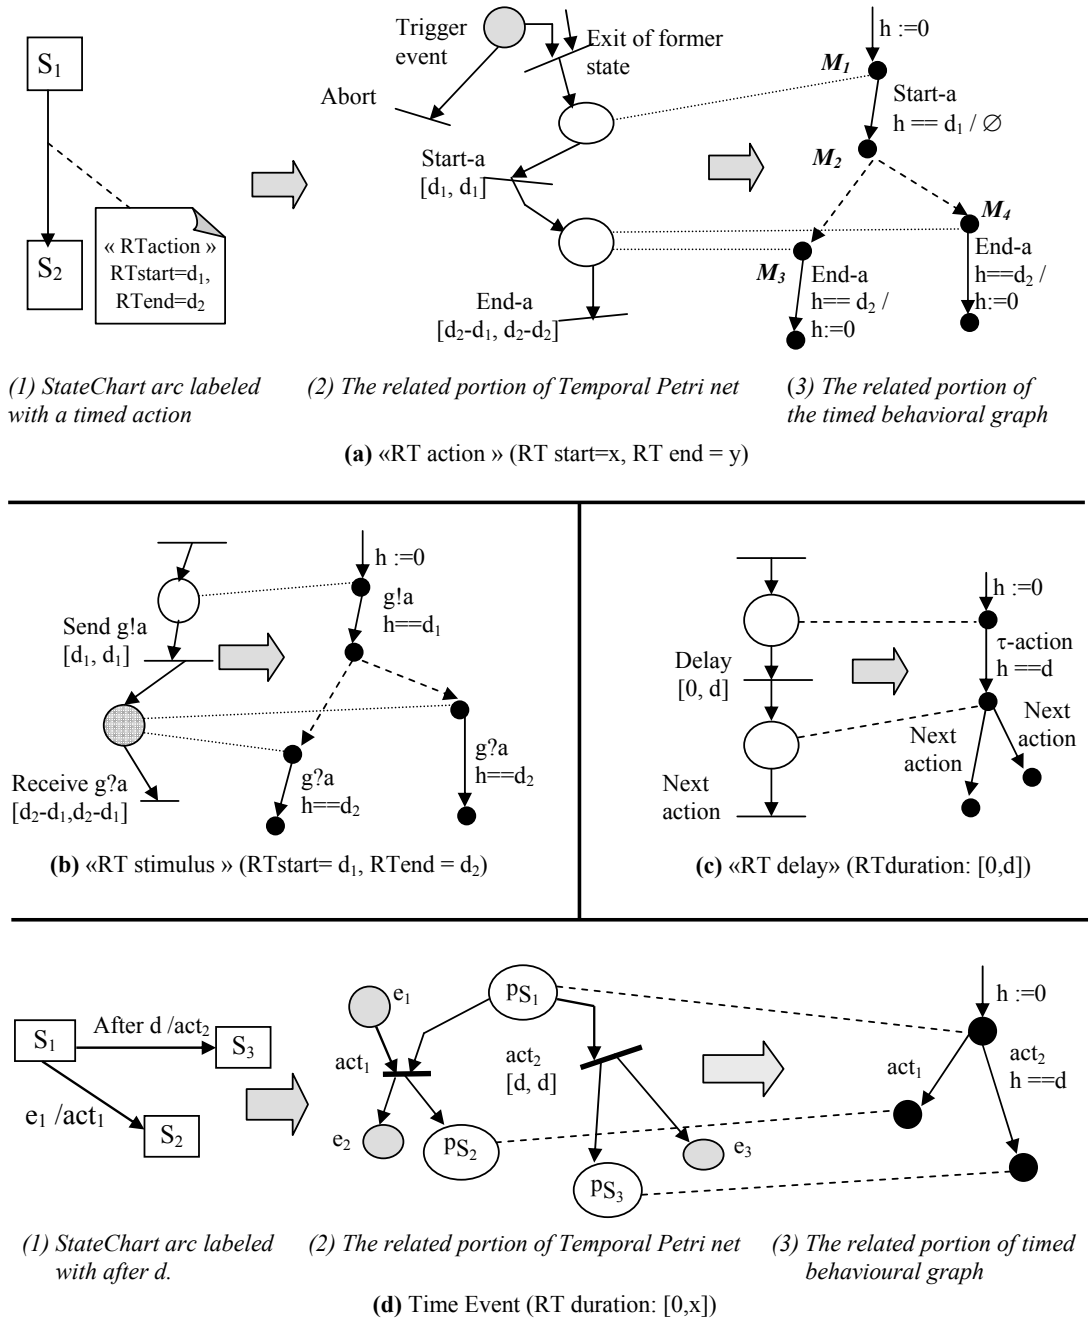 S1
S2
« RTaction »
RTstart=d1,
RTend=d2
Trigger
event
Exit of former
state
Abort
Start-a
[d1, d1]
End-a
[d2-d1, d2-d2]
h :=0
M1
Start-a
h == d1 / ∅
M2
M4
M3
End-a
h== d2 /
h:=0
End-a
h==d2 /
h:=0
(1) StateChart arc labeled
with a timed action
(2) The related portion of Temporal Petri net
(3) The related portion of
the timed behavioral graph
(a) «RT action » (RT start=x, RT end = y)
Send g!a
[d1, d1]
Receive g?a
[d2-d1,d2-d1]
h :=0
g!a
h==d1
g?a
h==d2
g?a
h==d2
(b) «RT stimulus » (RTstart= d1, RTend = d2)
Delay
[0, d]
Next
action
h :=0
τ-action
h ==d
Next
action
Next
action
(c) «RT delay» (RTduration: [0,d])
S1
After d /act2
S3
e1 /act1
S2
e1
pS1
act1
act2
[d, d]
e2
pS2
e3
pS3
h :=0
act1
act2
h ==d
(1) StateChart arc labeled
with after d.
(2) The related portion of Temporal Petri net
(3) The related portion of timed
behavioural graph
(d) Time Event (RT duration: [0,x])